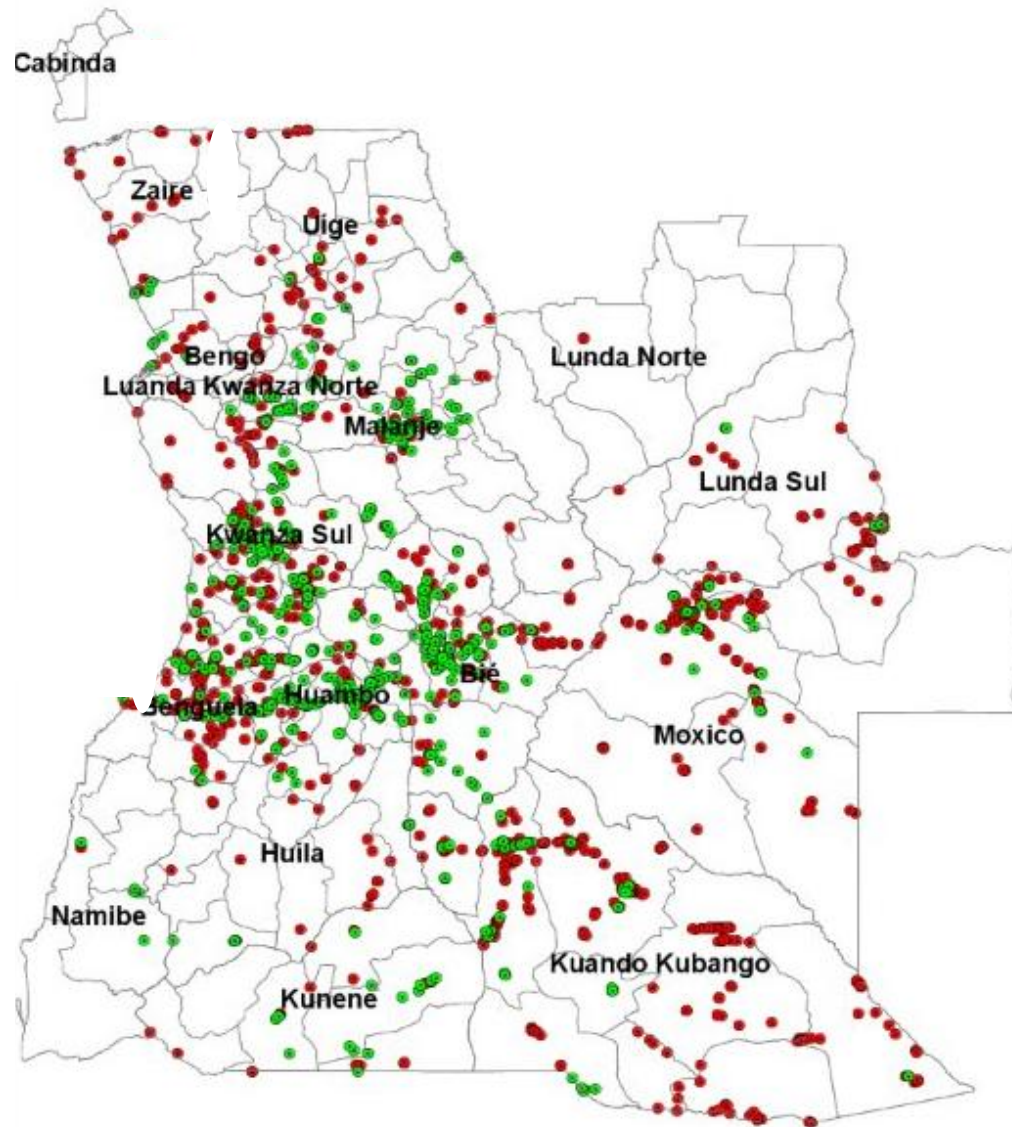 Cabinda
Zaire
Uige
Bengo
Lunda Norte
Luanda Kwanza Norte
Malanje
Lunda Sul
Kwanza Sul
Bié
Huambo
Benguela
Moxico
Huila
Namibe
Kuando Kubango
Kunene